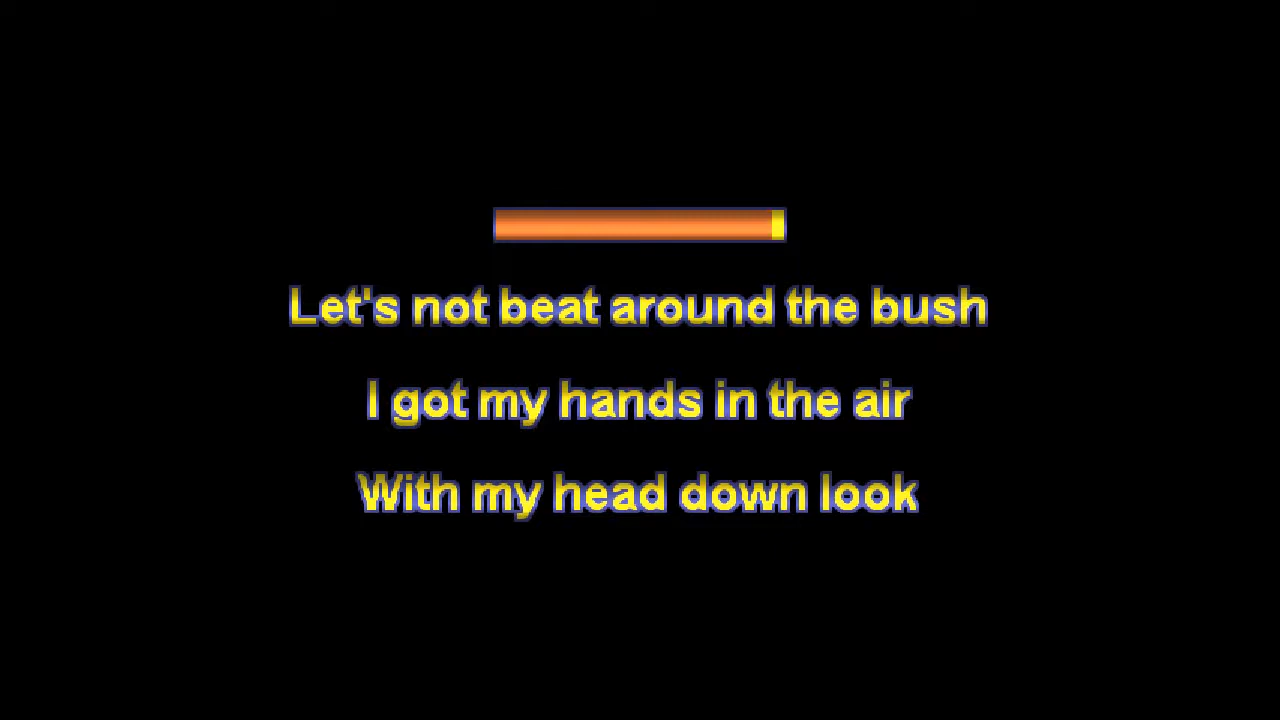 Let's not beat around the bush
I got my hands in the air
With my head down look